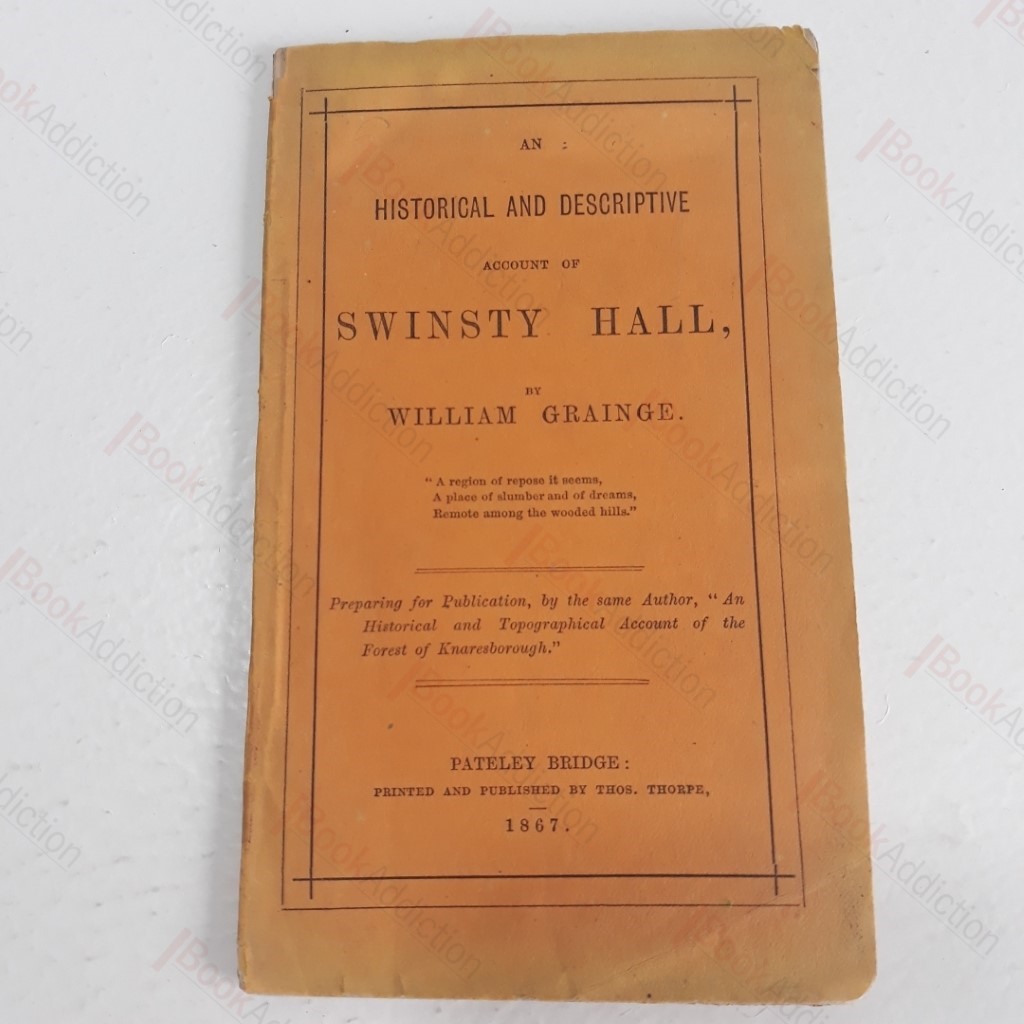 AN
HISTORICAL AND DESCRIPTIVE
ACCOUNT OF
SWINSTY HALL,
BY
WILLIAM GRAINGE.
"A region of repose it seems,
A place of slumber and of dreams,
Remote among the wooded hills."
Preparing for Publication, by the same Author, "An
Historical and Topographical Account of the
Forest of Knaresborough."
PATELEY BRIDGE:
PRINTED AND PUBLISHED BY THOS. THORPE,
1867.
BookAddiction